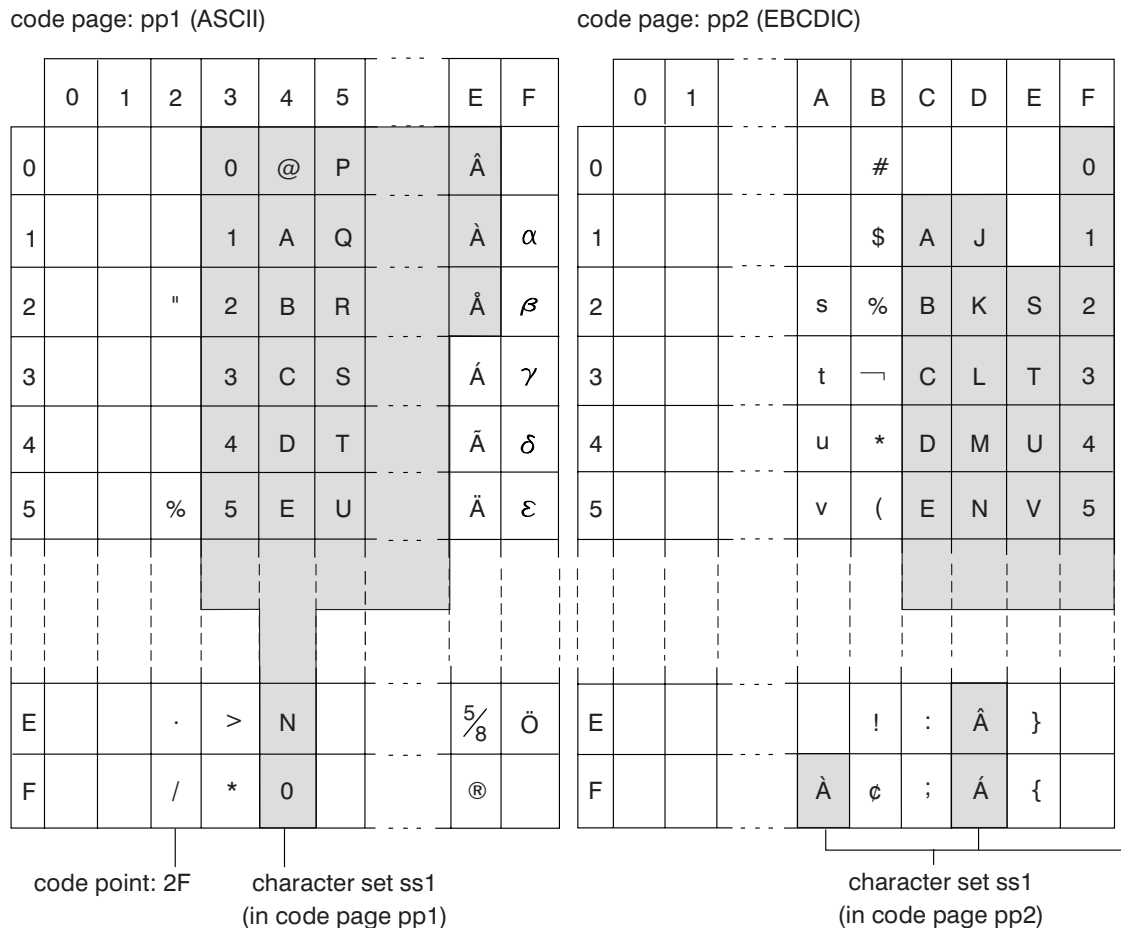 code page: pp1 (ASCII)
0 1 2 3 4 5 E F
0 0 @ P Â
1 1 A Q À α
2 " 2 B R Å β
3 3 C S Á γ
4 4 D T Ã δ
5 % 5 E U Ä ε
E · > N 5/8 Ö
F / * 0 ®
code point: 2F
character set ss1
(in code page pp1)
code page: pp2 (EBCDIC)
0 1 A B C D E F
0 # 0
1 $ A J 1
2 s % B K S 2
3 t ¬ C L T 3
4 u * D M U 4
5 v ( E N V 5
E ! : Â }
F À ¢ ; Á {
character set ss1
(in code page pp2)